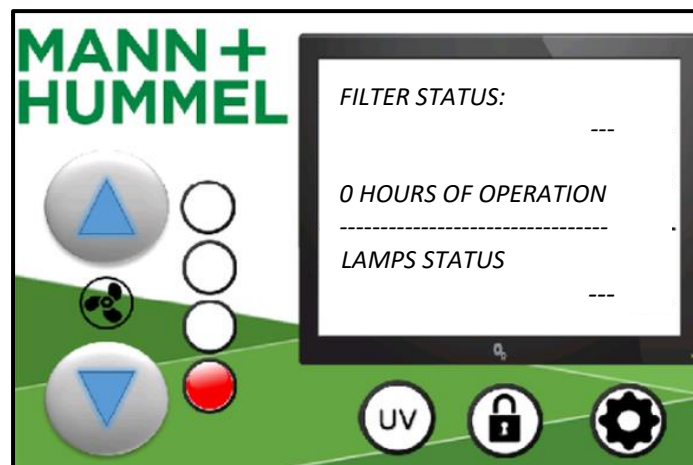 MANN+
HUMMEL
FILTER STATUS:
---
0 HOURS OF OPERATION
---------------------------------
.
LAMPS STATUS
---
UV